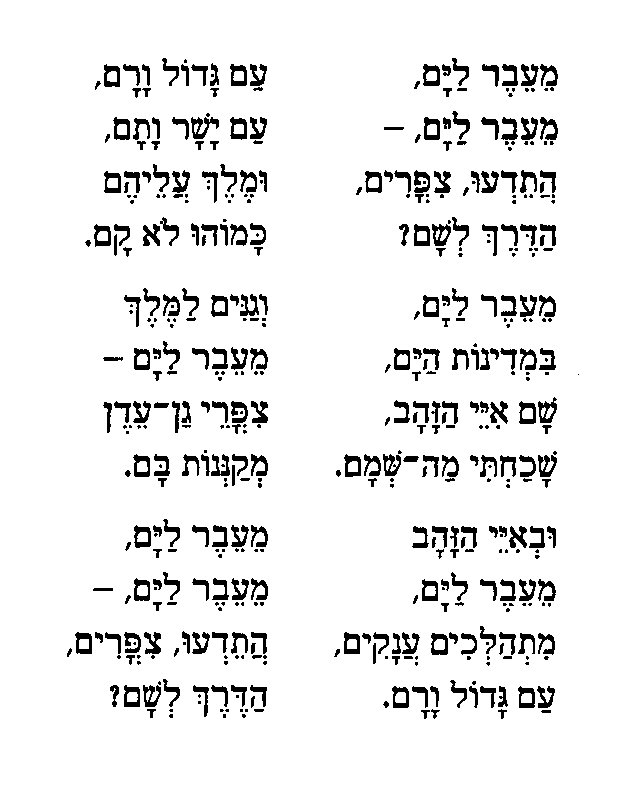 מֵעֵבֶר לַיָּם,
מֵעֵבֶר לַיָּם, –
הֲתֵדְעוּ, צִפֳּרִים,
הַדֶּרֶךְ לְשָׁם?
מֵעֵבֶר לַיָּם,
בִּמְדִינוֹת הַיָּם,
שָׁם אִיֵּי הַזָּהָב,
שָׁכַחְתִּי מַה־שְּׁמָם.
וּבְאִיֵּי הַזָּהָב
מֵעֵבֶר לַיָּם,
מִתְהַלְּכִים עֲנָקִים,
עַם גָּדוֹל וָרָם.
עַם גָּדוֹל וָרָם,
עַם יָשָׁר וָתָם,
וּמֶלֶךְ עֲלֵיהֶם
כָּמוֹהוּ לֹא קָם.
וְגַנִּים לַמֶּלֶךְ
מֵעֵבֶר לַיָּם –
צִפֳּרֵי גַן־עֵדֶן
מְקַנְּנוֹת בָּם.
מֵעֵבֶר לַיָּם,
מֵעֵבֶר לַיָּם, –
הֲתֵדְעוּ, צִפֳּרִים,
הַדֶּרֶךְ לְשָׁם?